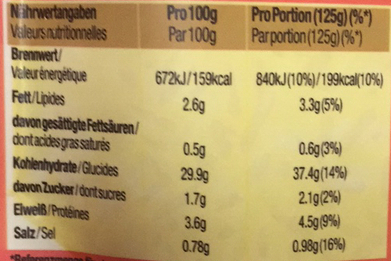 Nährwertangaben Pro 100g Pro Portion (125g) (%*)
Valeurs nutritionnelles Par 100g Par portion (125g) (%*)
Brennwert/
Valeur énergétique 672kJ/159kcal 840kJ(10%)/199kcal(10%)
Fett/Lipides 2.6g 3.3g(5%)
davon gesättigte Fettsäuren/
dont acides gras saturés 0.5g 0.6g(3%)
Kohlenhydrate/Glucides 29.9g 37.4g(14%)
davon Zucker/dont sucres 1.7g 2.1g(2%)
Eiweiß/Protéines 3.6g 4.5g(9%)
Salz/Sel 0.78g 0.98g(16%)